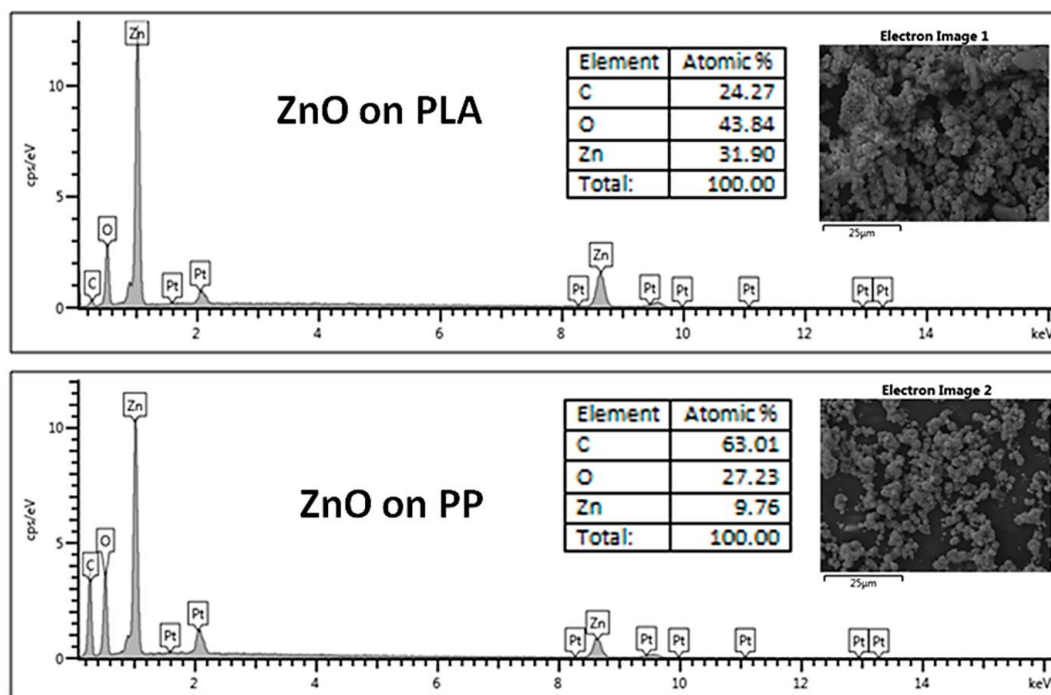 Zn
10
5
0
cps/eV
C
O
Pt
Pt
Zn
Pt
Pt
Pt
Pt
Pt
Pt
2
4
6
8
10
12
14
keV
ZnO on PLA
Element Atomic %
C 24.27
O 43.84
Zn 31.90
Total: 100.00
Electron Image 1
25µm
Zn
10
5
0
cps/eV
C
O
Pt
Pt
Zn
Pt
Pt
Pt
Pt
Pt
Pt
2
4
6
8
10
12
14
keV
ZnO on PP
Element Atomic %
C 63.01
O 27.23
Zn 9.76
Total: 100.00
Electron Image 2
25µm